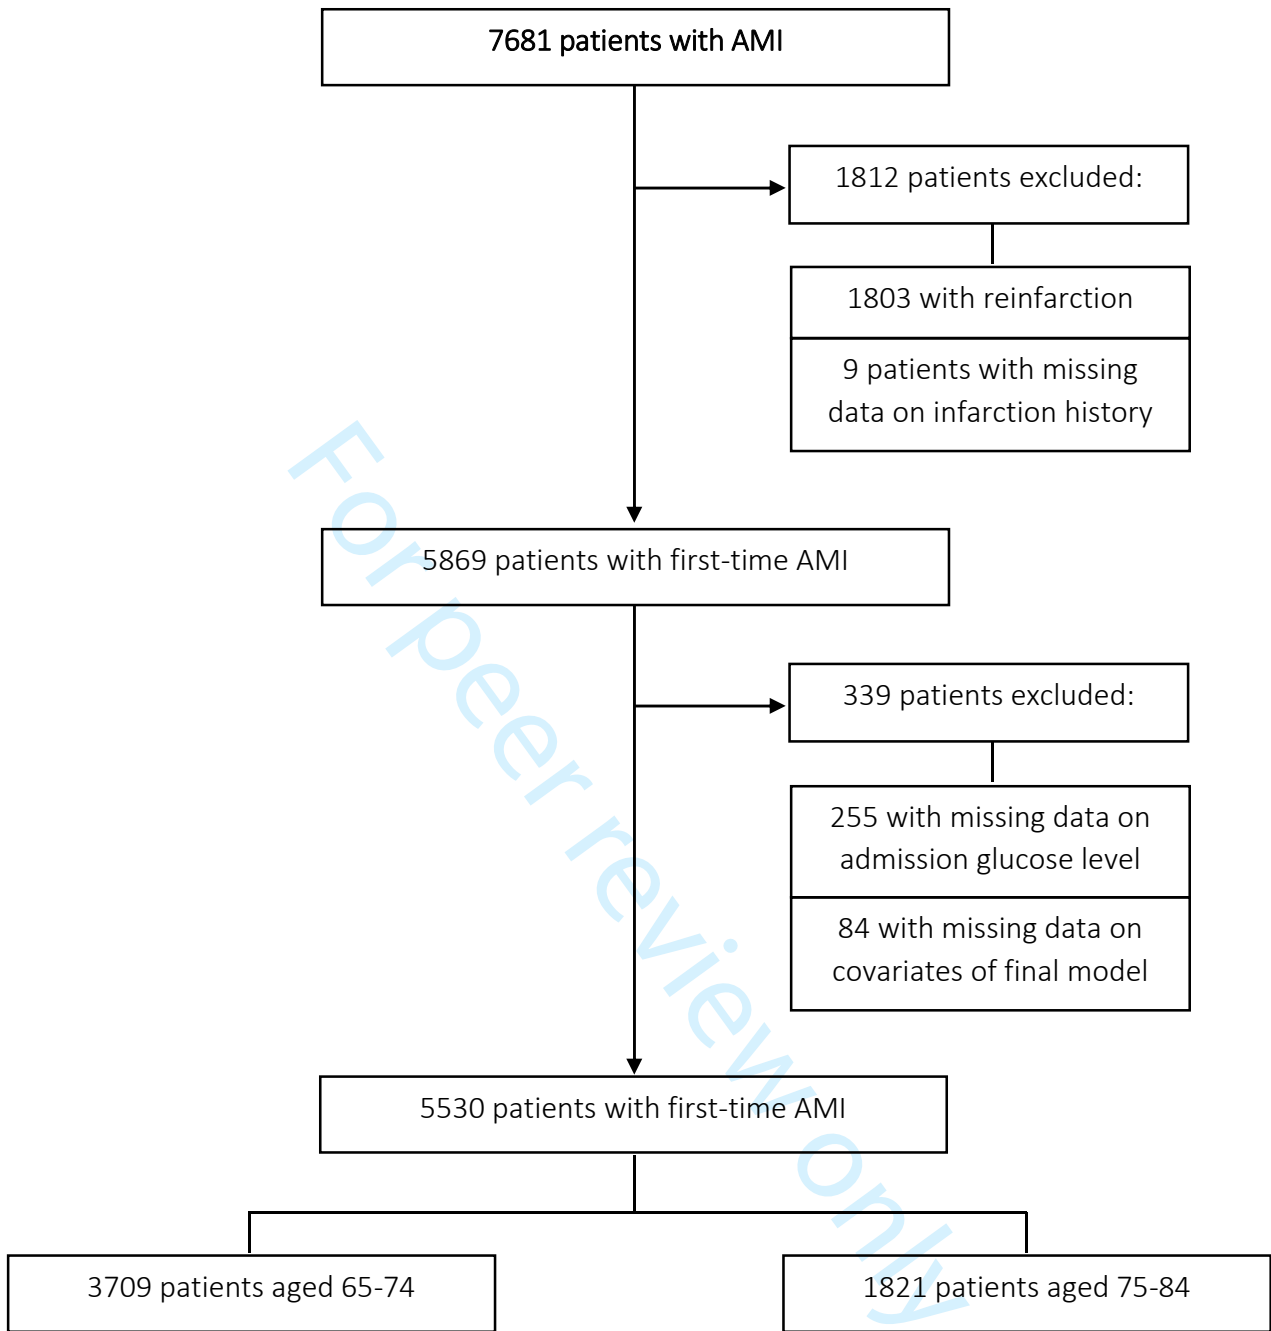 7681 patients with AMI
1812 patients excluded:
1803 with reinfarction
9 patients with missing
data on infarction history
5869 patients with first-time AMI
339 patients excluded:
255 with missing data on
admission glucose level
84 with missing data on
covariates of final model
5530 patients with first-time AMI
3709 patients aged 65-74
1821 patients aged 75-84
For peer review only